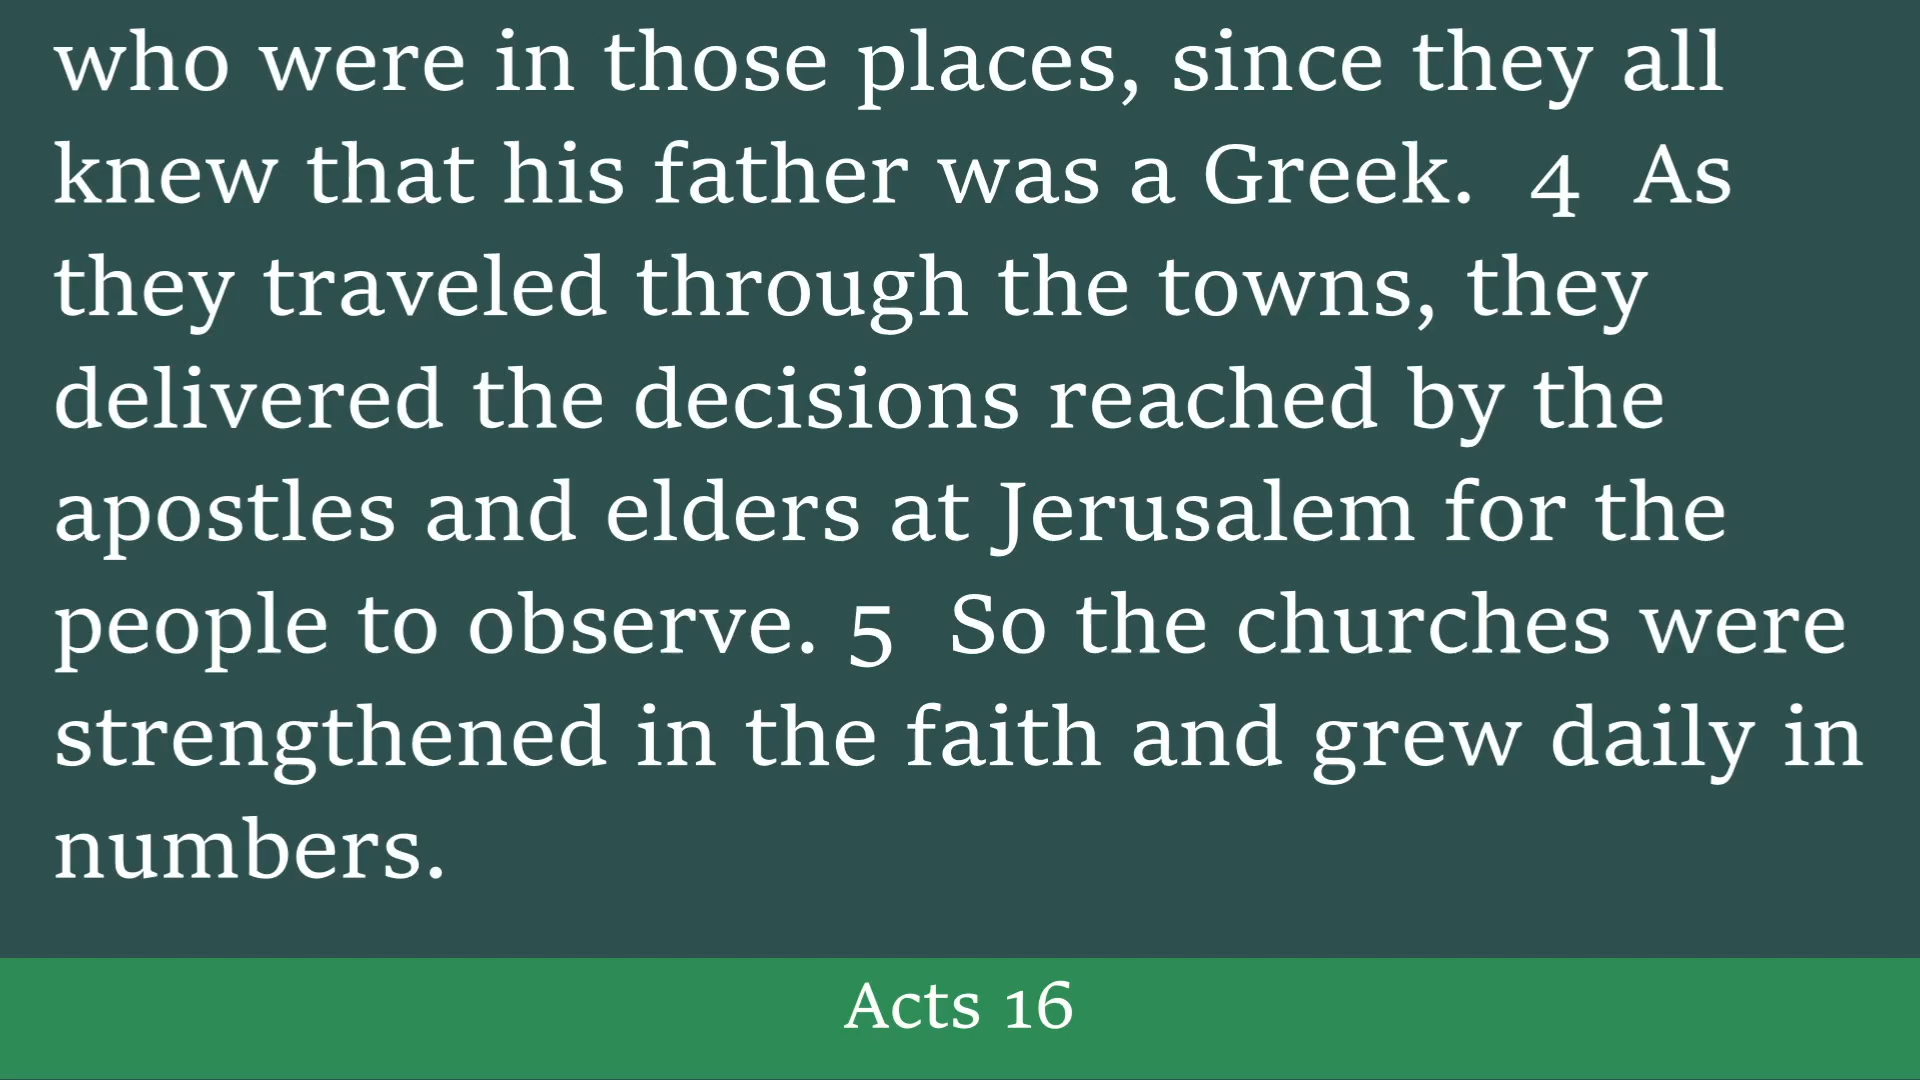 who were in those places, since they all
knew that his father was a Greek. 4 As
they traveled through the towns, they
delivered the decisions reached by the
apostles and elders at Jerusalem for the
people to observe. 5 So the churches were
strengthened in the faith and grew daily in
numbers.
Acts 16